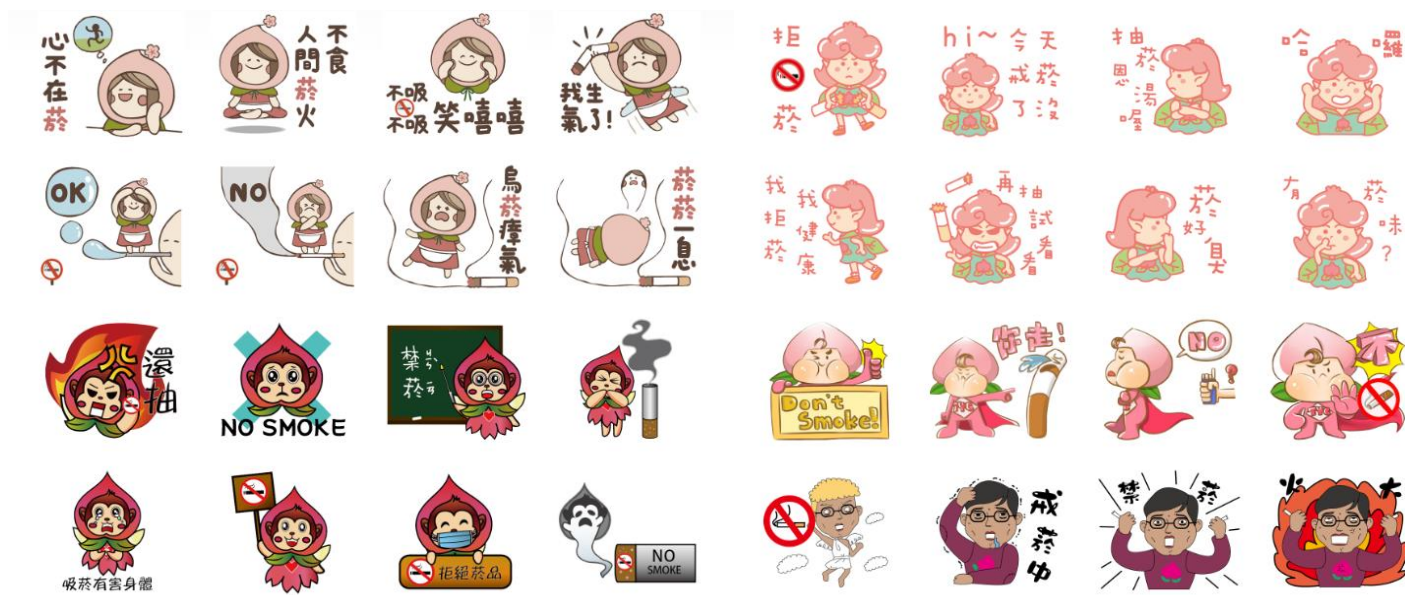 心不在菸
不食
人間菸火
不吸
不吸
笑嘻嘻
我生
氣了!
拒
菸
hi~今天
戒菸
了沒
抽菸
恩湯喔
哈囉
OK
NO
烏菸瘴氣
菸菸一息
我拒菸
我健康
再抽
試看看
菸好臭
有菸味?
還抽
NO SMOKE
禁菸
Don't
Smoke!
你走!
NO
不
吸菸有害身體
拒絕菸品
NO
SMOKE
戒菸中
禁菸
火大